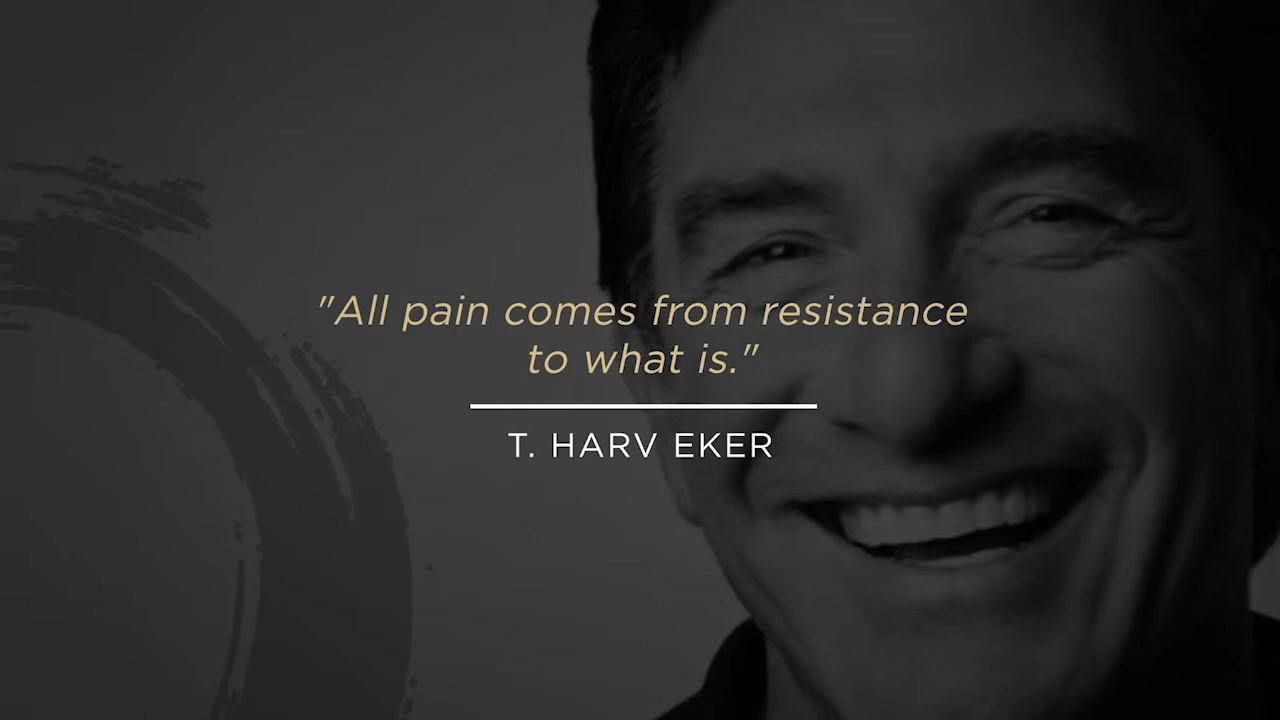 "All pain comes from resistance
to what is."
T. HARV EKER